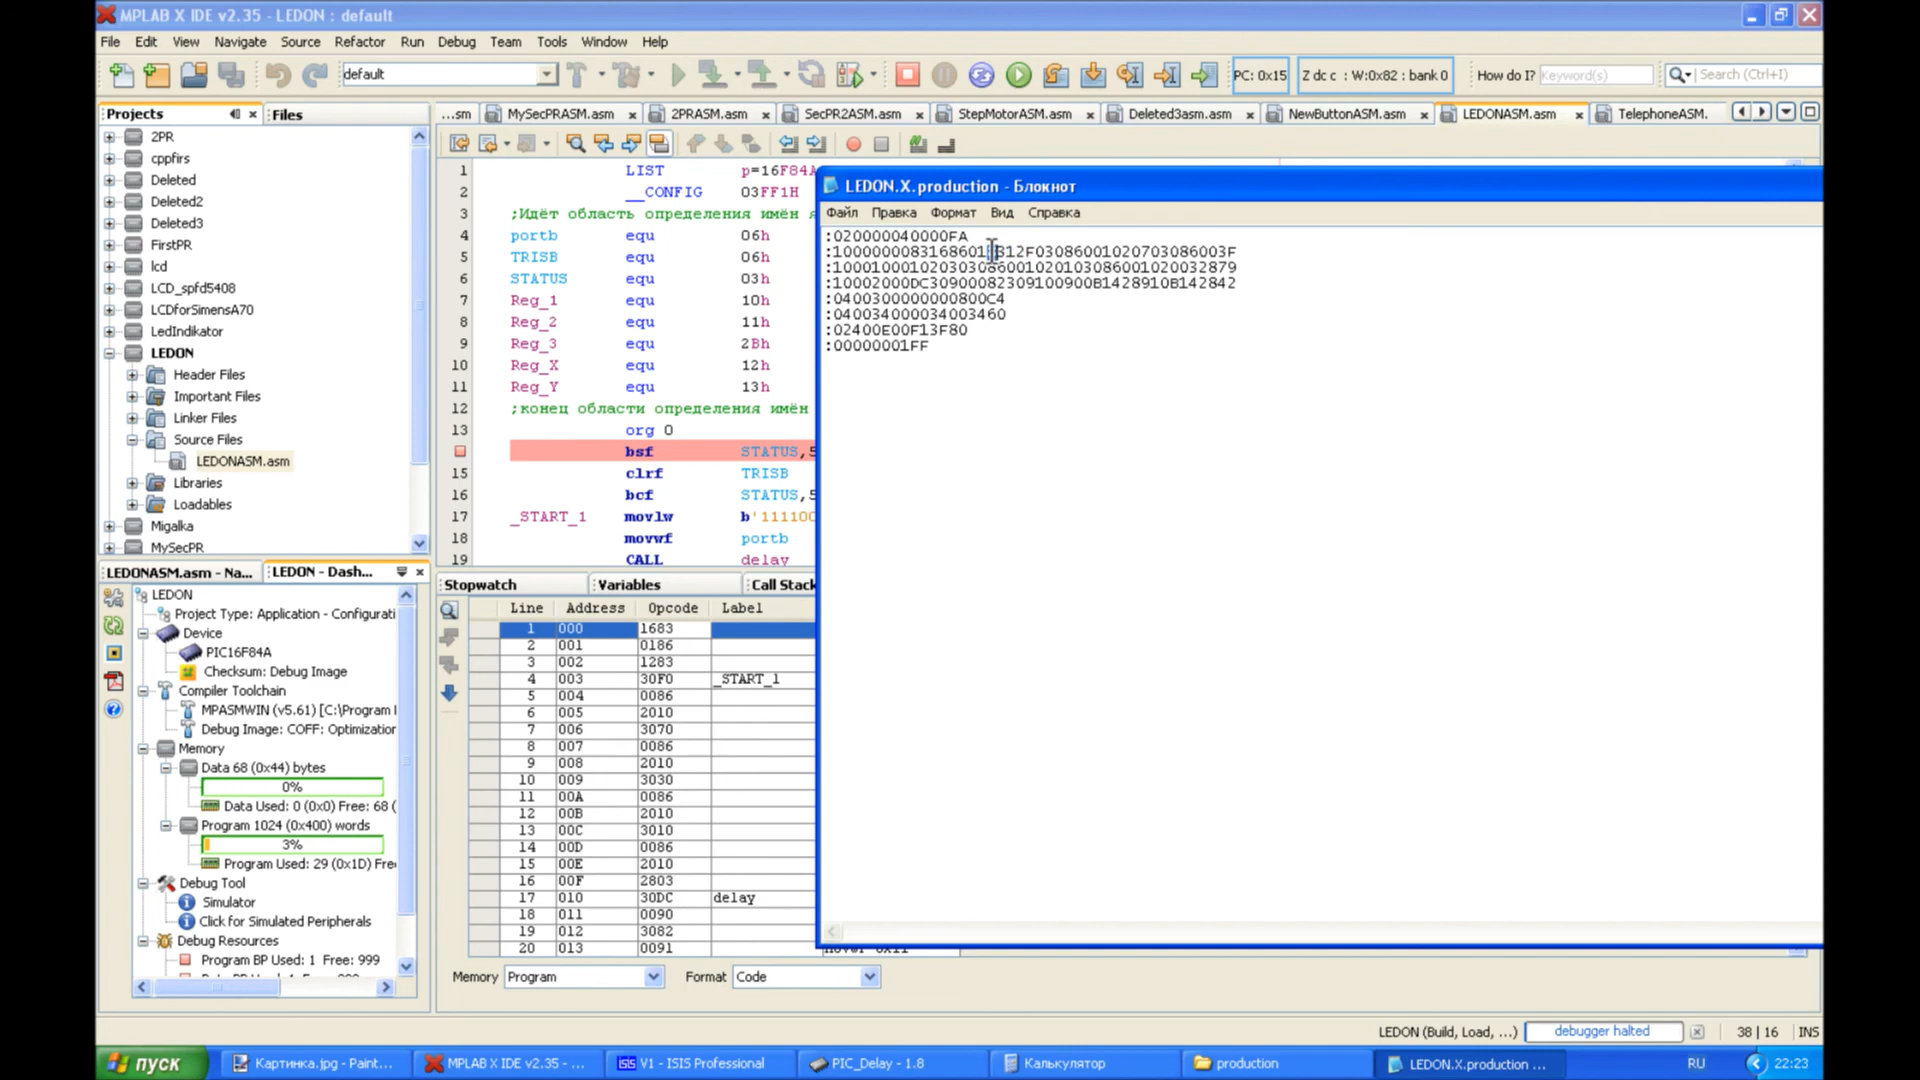 MPLAB X IDE v2.35 - LEDON : default
File Edit View Navigate Source Refactor Run Debug Team Tools Window Help
default PC: 0x15 Z dc c : W:0x82 : bank 0 How do I? Keyword(s) Search (Ctrl+I)
Projects Files
...sm MySecPRASM.asm 2PRASM.asm SecPR2ASM.asm StepMotorASM.asm Deleted3asm.asm NewButtonASM.asm LEDONASM.asm TelephoneASM.
2PR
cppfirs
Deleted
Deleted2
Deleted3
FirstPR
lcd
LCD_spfd5408
LCDforSimensA70
LedIndikator
LEDON
Header Files
Important Files
Linker Files
Source Files
LEDONASM.asm
Libraries
Loadables
Migalka
MySecPR
1 LIST p=16F84A
2 __CONFIG 03FF1H
3 ;Идёт область определения имён
4 portb equ 06h
5 TRISB equ 06h
6 STATUS equ 03h
7 Reg_1 equ 10h
8 Reg_2 equ 11h
9 Reg_3 equ 2Bh
10 Reg_X equ 12h
11 Reg_Y equ 13h
12 ;конец области определения имён
13 org 0
bsf STATUS,5
15 clrf TRISB
16 bcf STATUS,5
17 _START_1 movlw b'111100
18 movwf portb
19 CALL delay
LEDON.X.production - Блокнот
Файл Правка Формат Вид Справка
:020000040000FA
:100010001020303086001020103086001020032879
:10002000DC30900082309100900B1428910B142842
:04003000000000800C4
:040034000034003460
:02400E00F13F80
:00000001FF
LEDONASM.asm - Na... LEDON - Dash...
LEDON
Project Type: Application - Configurati
Device
PIC16F84A
Checksum: Debug Image
Compiler Toolchain
MPASMWIN (v5.61) [C:\Program
Debug Image: COFF: Optimization
Memory
Data 68 (0x44) bytes
0%
Data Used: 0 (0x0) Free: 68 (
Program 1024 (0x400) words
3%
Program Used: 29 (0x1D) Fre
Debug Tool
Simulator
Click for Simulated Peripherals
Debug Resources
Program BP Used: 1 Free: 999
Stopwatch Variables Call Stack
Line Address Opcode Label
1 000 1683
2 001 0186
3 002 1283
4 003 30F0 _START_1
5 004 0086
6 005 2010
7 006 3070
8 007 0086
9 008 2010
10 009 3030
11 00A 0086
12 00B 2010
13 00C 3010
14 00D 0086
15 00E 2010
16 00F 2803
17 010 30DC delay
18 011 0090
19 012 3082
20 013 0091
Memory Program Format Code
LEDON (Build, Load, ...) debugger halted 38 | 16 INS
пуск Картинка.jpg - Paint... MPLAB X IDE v2.35 - ... V1 - ISIS Professional PIC_Delay - 1.8 Калькулятор production LEDON.X.production ... RU 22:23